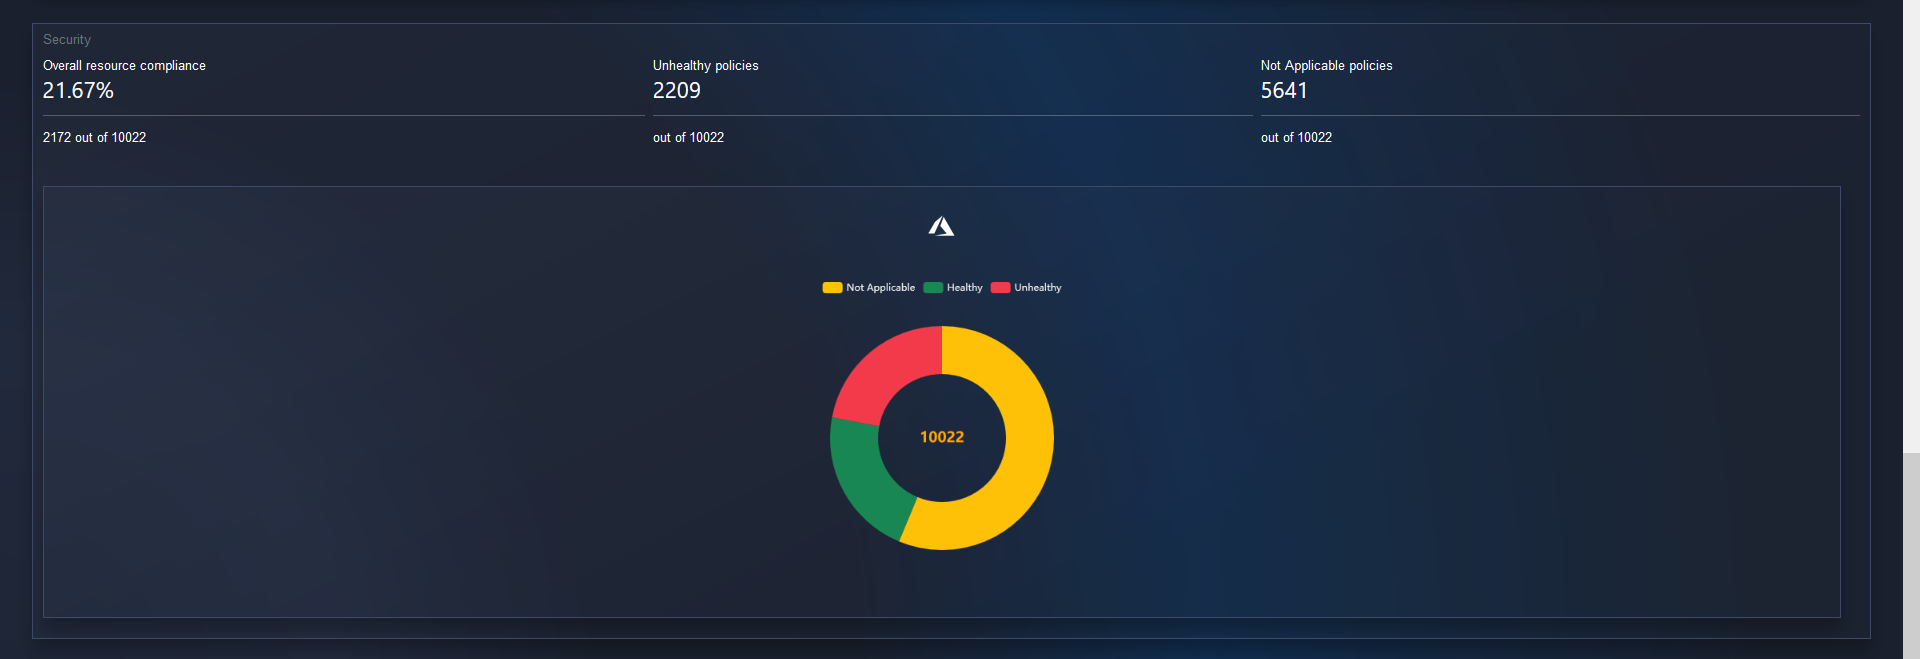 Security
Overall resource compliance
21.67%
2172 out of 10022
Unhealthy policies
2209
out of 10022
Not Applicable policies
5641
out of 10022
Not Applicable Healthy Unhealthy
10022